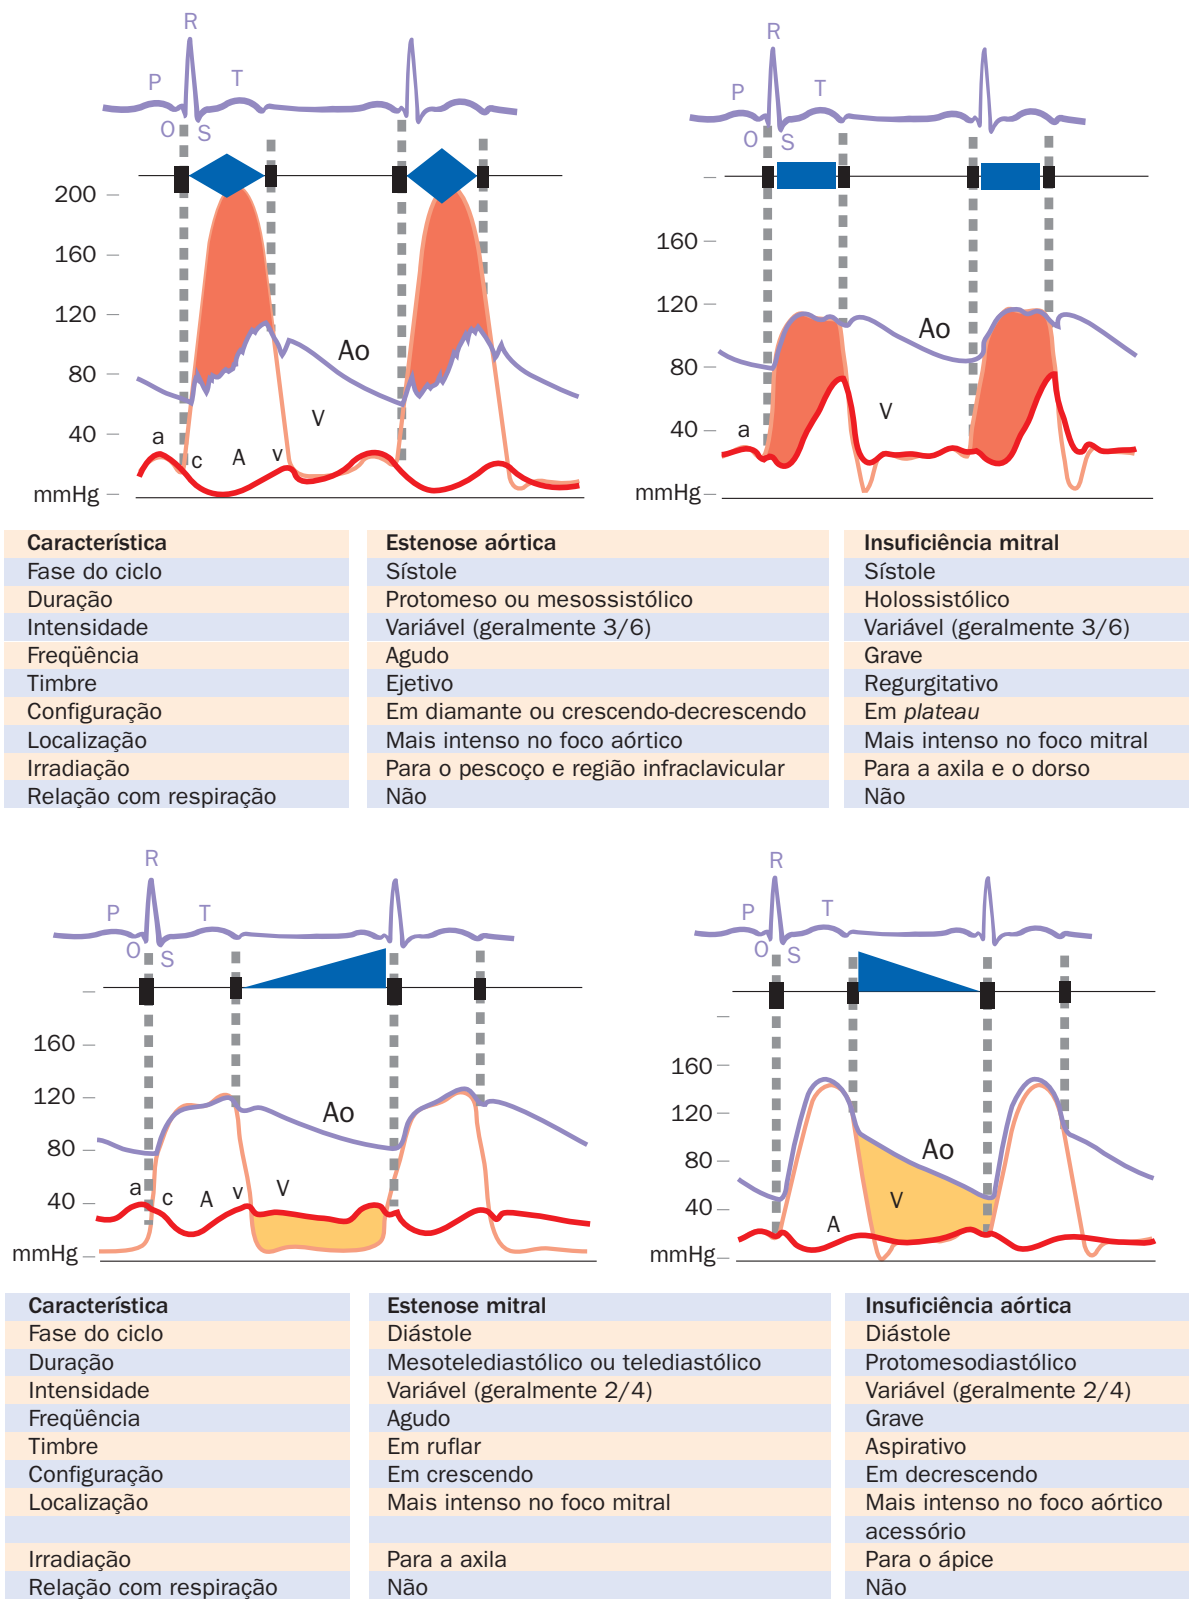 R
P
T
O
S
200
160
120
80
40
mmHg
Ao
V
a
c
A
v
R
P
T
O
S
160
120
80
40
mmHg
Ao
V
a
Característica Estenose aórtica Insuficiência mitral
Fase do ciclo Sístole Sístole
Duração Protomeso ou mesossistólico Holossistólico
Intensidade Variável (geralmente 3/6) Variável (geralmente 3/6)
Freqüência Agudo Grave
Timbre Ejetivo Regurgitativo
Configuração Em diamante ou crescendo-decrescendo Em plateau
Localização Mais intenso no foco aórtico Mais intenso no foco mitral
Irradiação Para o pescoço e região infraclavicular Para a axila e o dorso
Relação com respiração Não Não
R
P
T
O
S
160
120
80
40
mmHg
Ao
a
c
A
v
V
R
P
T
O
S
160
120
80
40
mmHg
Ao
V
A
Característica Estenose mitral Insuficiência aórtica
Fase do ciclo Diástole Diástole
Duração Mesotelediastólico ou telediastólico Protomesodiastólico
Intensidade Variável (geralmente 2/4) Variável (geralmente 2/4)
Freqüência Agudo Grave
Timbre Em ruflar Aspirativo
Configuração Em crescendo Em decrescendo
Localização Mais intenso no foco mitral Mais intenso no foco aórtico
acessório
Irradiação Para a axila Para o ápice
Relação com respiração Não Não